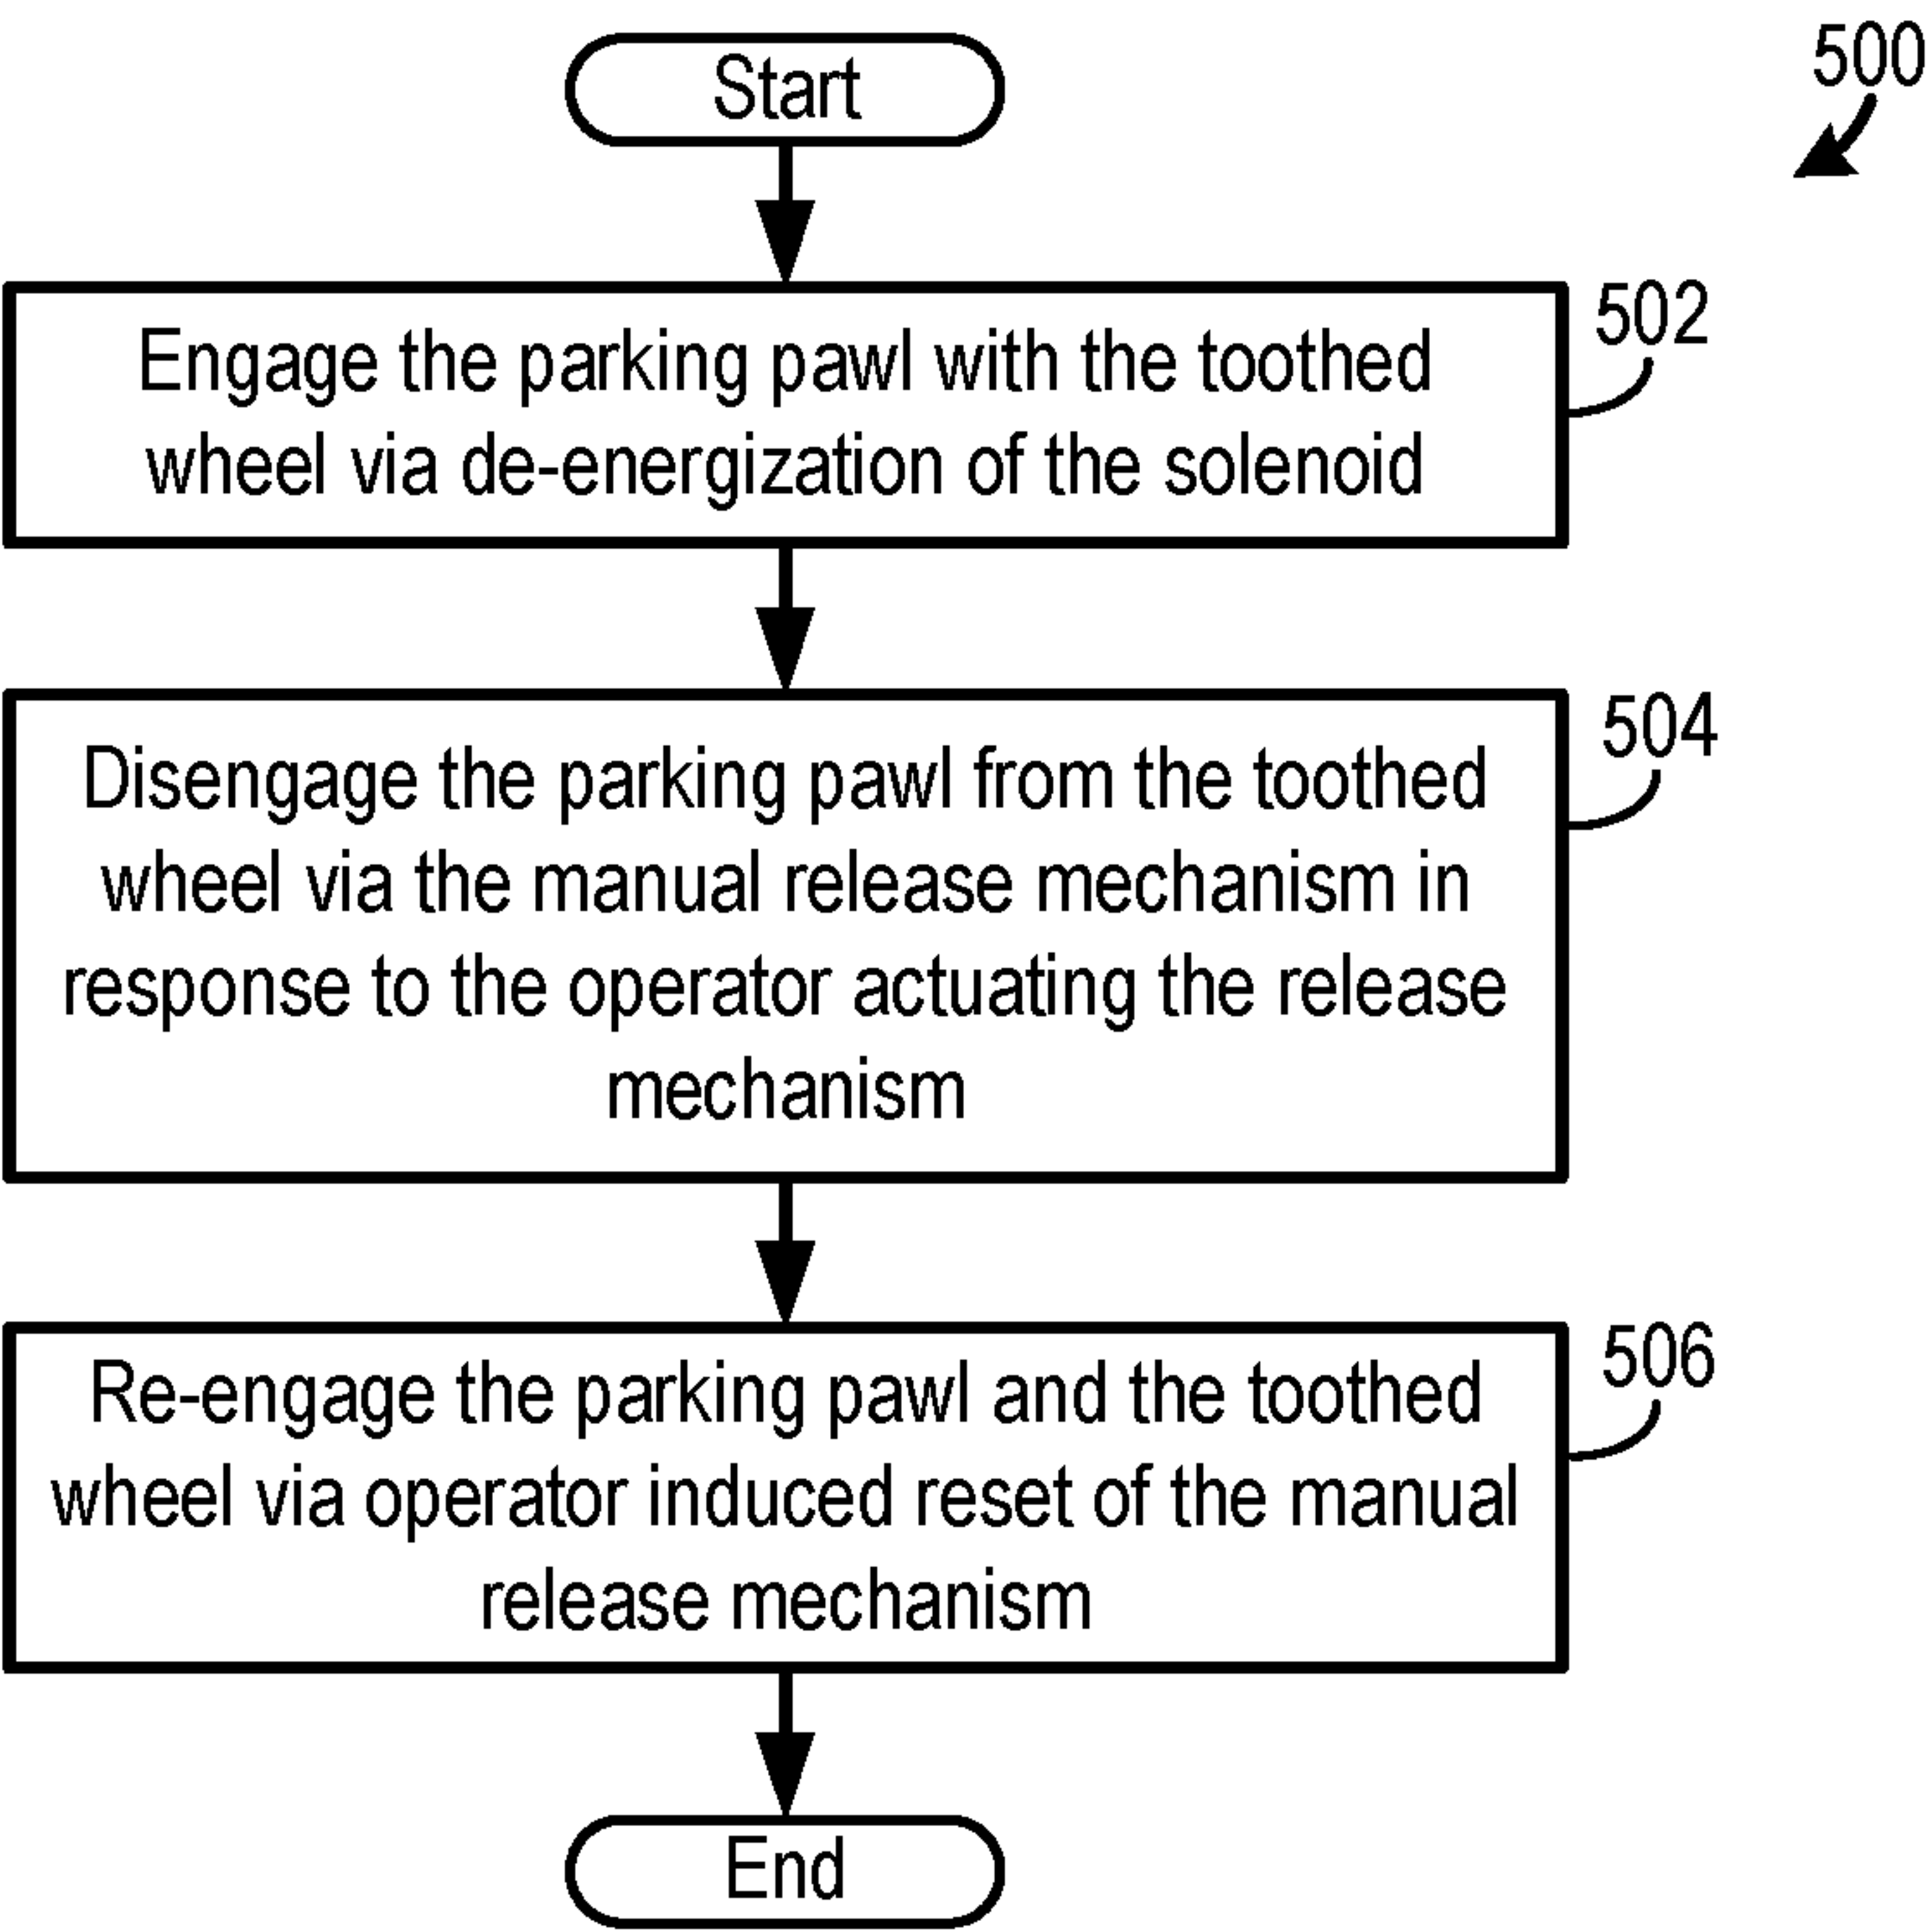 Start
500
Engage the parking pawl with the toothed
wheel via de-energization of the solenoid
502
Disengage the parking pawl from the toothed
wheel via the manual release mechanism in
response to the operator actuating the release
mechanism
504
Re-engage the parking pawl and the toothed
wheel via operator induced reset of the manual
release mechanism
506
End